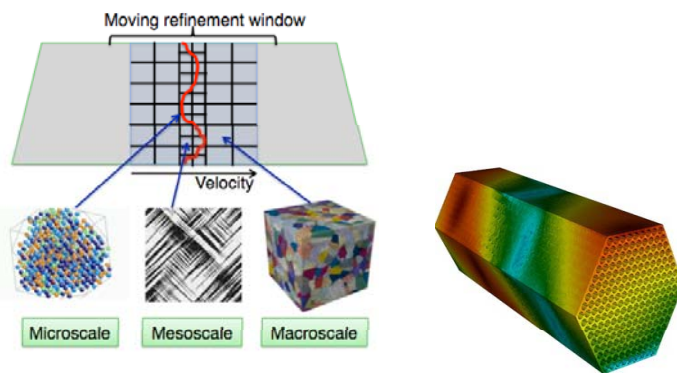 Moving refinement window
Velocity
Microscale
Mesoscale
Macroscale